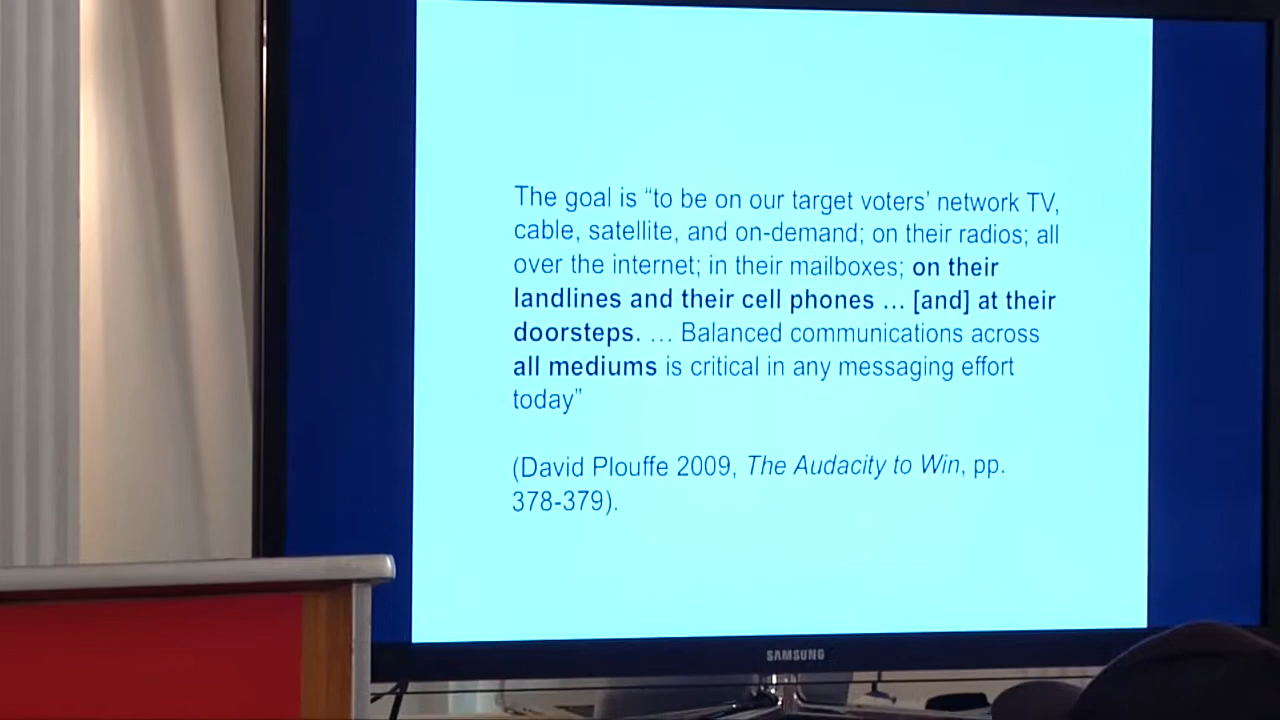 The goal is “to be on our target voters’ network TV,
cable, satellite, and on-demand; on their radios; all
over the internet; in their mailboxes; on their
landlines and their cell phones … [and] at their
doorsteps. … Balanced communications across
all mediums is critical in any messaging effort
today”
(David Plouffe 2009, The Audacity to Win, pp.
378-379).
SAMSUNG